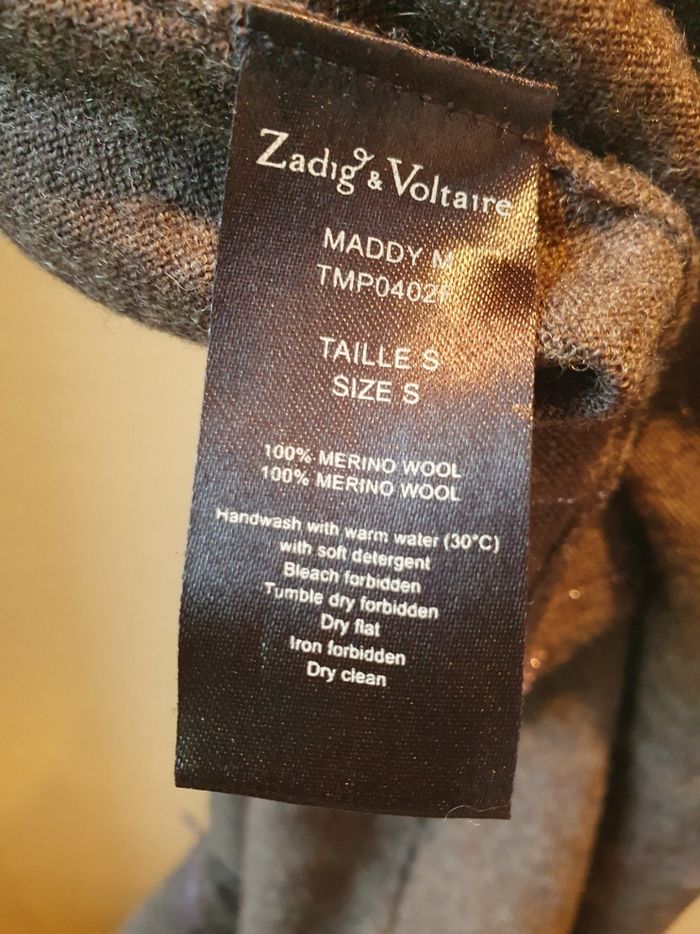 Zadig & Voltaire
MADDY M
TMP0402F
TAILLE S
SIZE S
100% MERINO WOOL
100% MERINO WOOL
Handwash with warm water (30°C)
with soft detergent
Bleach forbidden
Tumble dry forbidden
Dry flat
Iron forbidden
Dry clean